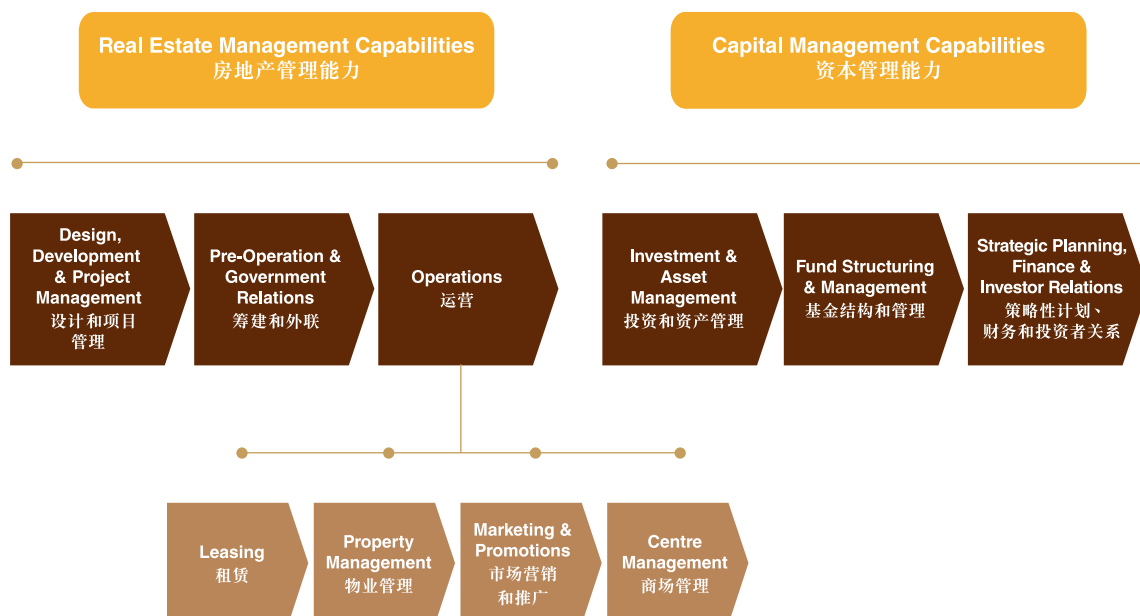 Real Estate Management Capabilities
房地产管理能力
Capital Management Capabilities
资本管理能力
Design,
Development
& Project
Management
设计和项目
管理
Pre-Operation &
Government
Relations
筹建和外联
Operations
运营
Investment &
Asset
Management
投资和资产管理
Fund Structuring
& Management
基金结构和管理
Strategic Planning,
Finance &
Investor Relations
策略性计划、
财务和投资者关系
Leasing
租赁
Property
Management
物业管理
Marketing &
Promotions
市场营销
和推广
Centre
Management
商场管理